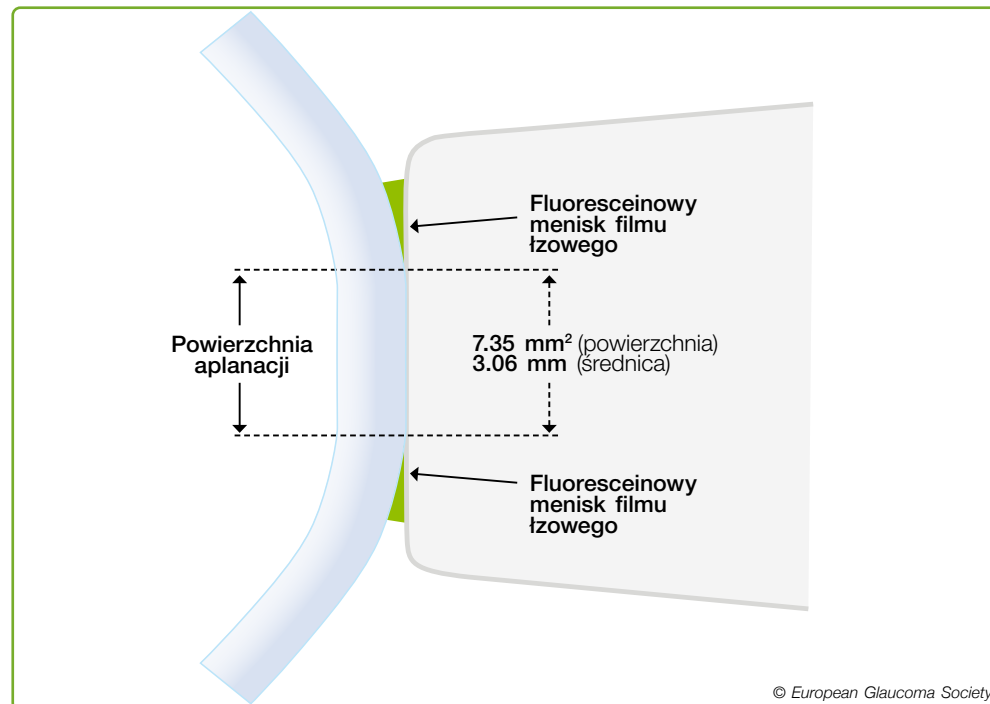 Fluoresceinowy
menisk filmu
łzowego
Powierzchnia
aplanacji
7.35 mm² (powierzchnia)
3.06 mm (średnica)
Fluoresceinowy
menisk filmu
łzowego
© European Glaucoma Society